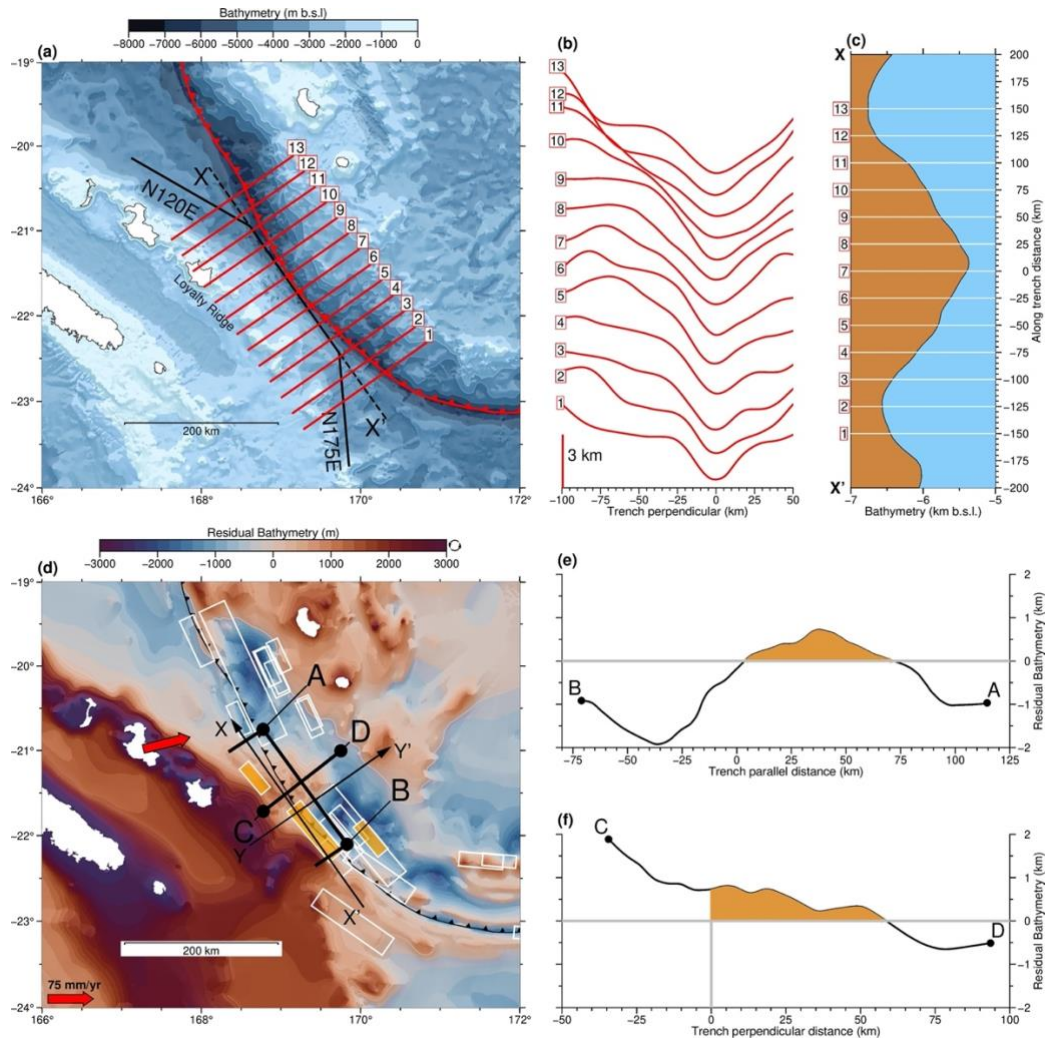 Bathymetry (m b.s.l.)
−8000 −7000 −6000 −5000 −4000 −3000 −2000 −1000 0
(a)
−19°
−20°
−21°
−22°
−23°
−24°
166° 168° 170° 172°
N120E
X
Loyalty Ridge
13
12
11
10
9
8
7
6
5
4
3
2
1
200 km
X'
N175E
(b)
13
12
11
10
9
8
7
6
5
4
3
2
1
3 km
−100 −75 −50 −25 0 25 50
Trench perpendicular (km)
(c)
X
13
12
11
10
9
8
7
6
5
4
3
2
1
X'
200
175
150
125
100
75
50
25
0
−25
−50
−75
−100
−125
−150
−175
−200
Along trench distance (km)
−7 −6 −5
Bathymetry (km b.s.l.)
Residual Bathymetry (m)
−3000 −2000 −1000 0 1000 2000 3000
(d)
−19°
−20°
−21°
−22°
−23°
−24°
166° 168° 170° 172°
A
X
D
Y'
B
C
Y
X'
200 km
75 mm/yr
(e)
B
A
2
1
0
−1
−2
Residual Bathymetry (km)
−75 −50 −25 0 25 50 75 100 125
Trench parallel distance (km)
(f)
C
D
2
1
0
−1
−2
Residual Bathymetry (km)
−50 −25 0 25 50 75 100
Trench perpendicular distance (km)